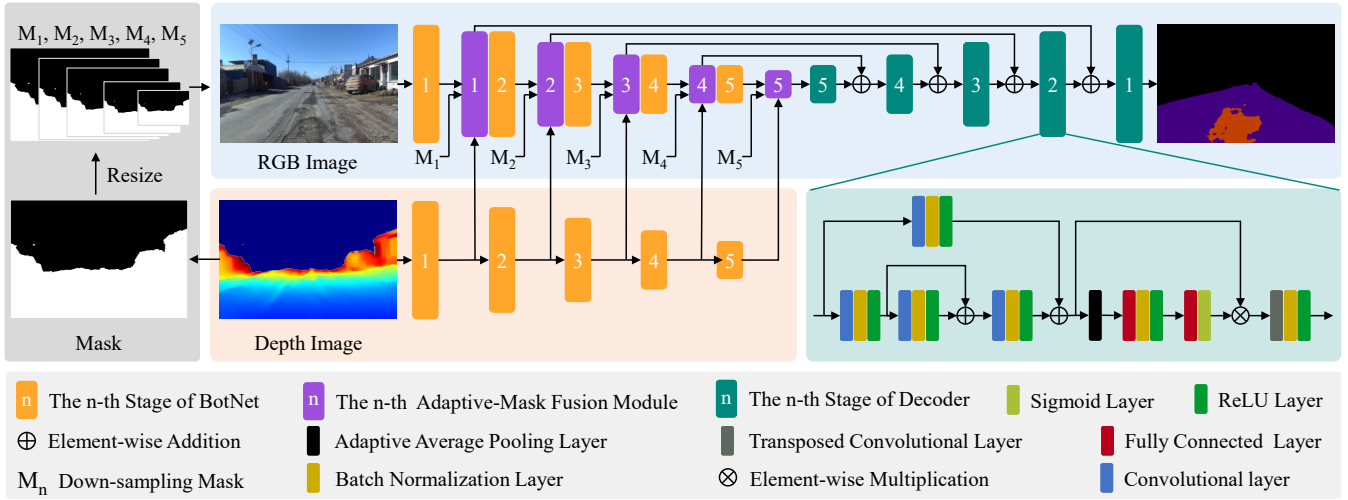 M1, M2, M3, M4, M5
Resize
Mask
1 1 2 2 3 3 4 4 5 5 5 4 3 2 1
M1 M2 M3 M4 M5
RGB Image
1 2 3 4 5
Depth Image
n The n-th Stage of BotNet
n The n-th Adaptive-Mask Fusion Module
n The n-th Stage of Decoder
Sigmoid Layer
ReLU Layer
Element-wise Addition
Adaptive Average Pooling Layer
Transposed Convolutional Layer
Fully Connected Layer
Mn Down-sampling Mask
Batch Normalization Layer
Element-wise Multiplication
Convolutional layer